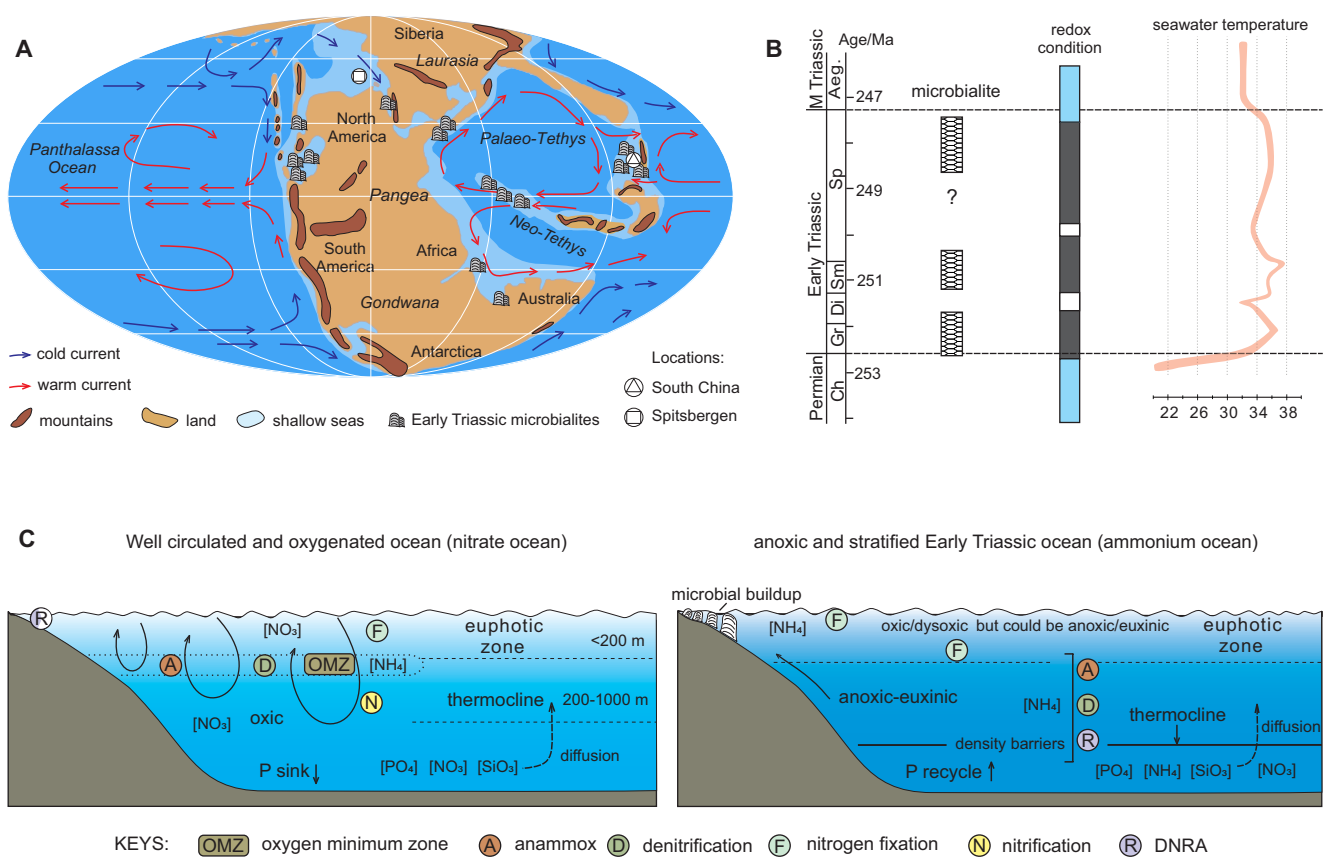 A
Siberia
Laurasia
North
America
Palaeo-Tethys
Panthalassa
Ocean
Pangea
Neo-Tethys
South
America
Africa
Gondwana
Australia
Antarctica
cold current
warm current
mountains
land
shallow seas
Early Triassic microbialites
Locations:
South China
Spitsbergen
B
Age/Ma
microbialite
redox
condition
seawater temperature
M Triassic
Aeg.
Early Triassic
Sp
Sm
Di
Gr
Permian
Ch
247
249
251
253
?
22 26 30 34 38
C
Well circulated and oxygenated ocean (nitrate ocean)
R
[NO₃]
F
euphotic
zone
<200 m
A
D
OMZ
[NH₄]
N
thermocline
200-1000 m
[NO₃]
oxic
diffusion
P sink
[PO₄] [NO₃] [SiO₃]
anoxic and stratified Early Triassic ocean (ammonium ocean)
microbial buildup
[NH₄]
F
oxic/dysoxic but could be anoxic/euxinic
euphotic
zone
F
A
anoxic-euxinic
[NH₄]
D
thermocline
diffusion
density barriers
R
P recycle
[PO₄] [NH₄] [SiO₃] [NO₃]
KEYS:
OMZ oxygen minimum zone
A anammox
D denitrification
F nitrogen fixation
N nitrification
R DNRA